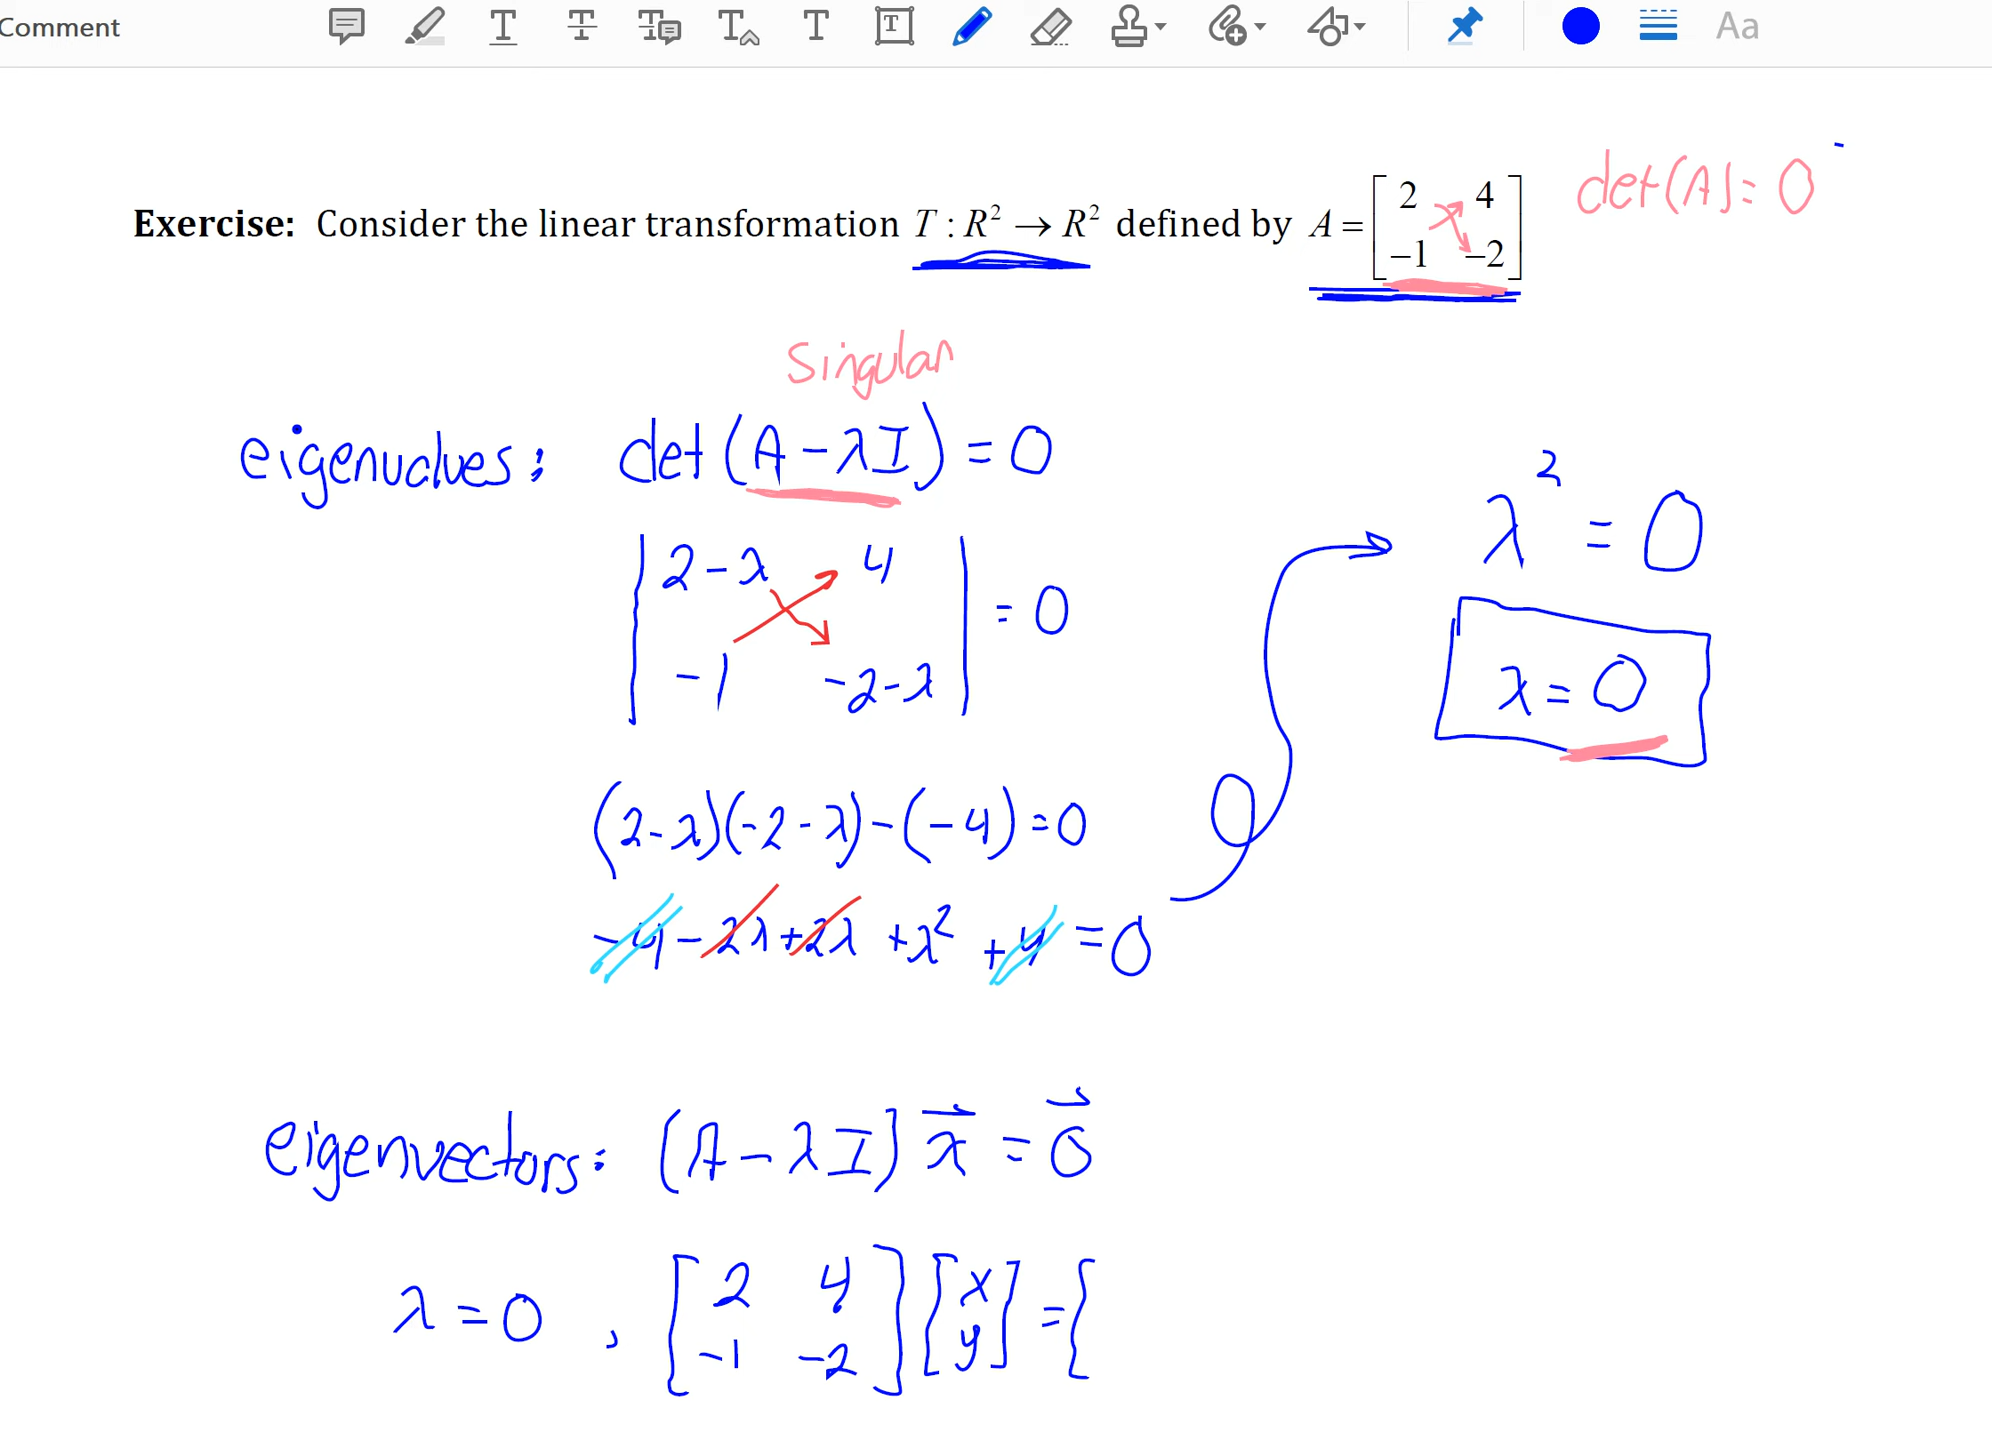 Comment
T T T T T T Aa
Exercise: Consider the linear transformation T : R² → R² defined by A = [2 4; −1 −2] det(A) = 0
Singular
eigenvalues: det(A − λI) = 0
|2 − λ 4; −1 −2 − λ| = 0
(2 − λ)(−2 − λ) − (−4) = 0
−4 − 2λ + 2λ + λ² + 4 = 0
λ² = 0
λ = 0
eigenvectors: (A − λI) x⃗ = 0⃗
λ = 0 , [2 4; −1 −2] [x; y] = [